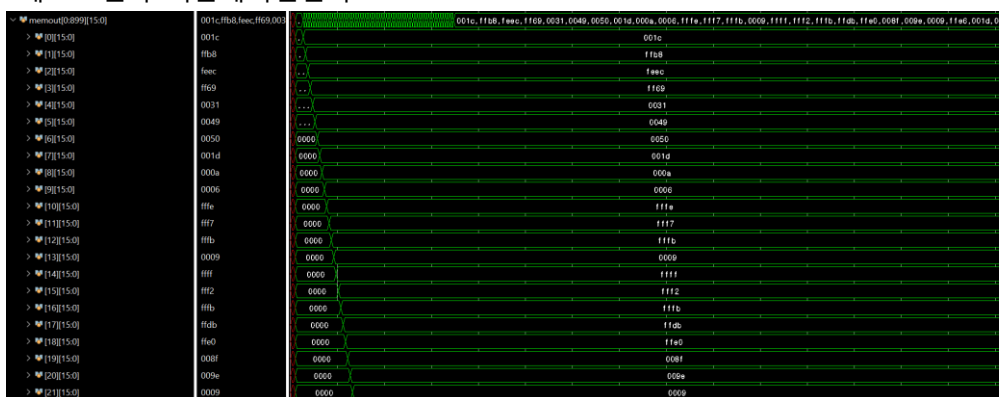 memout[0:899][15:0] 001c,ffb8,feec,ff69,003 001c,ffb8,feec,ff69,0031,0049,0050,001d,000a,0006,fffe,fff7,fffb,0009,ffff,fff2,fffb,ffdb,ffe0,008f,009e,0009,ffe6,001d,0
[0][15:0] 001c 001c
[1][15:0] ffb8 .. ffb8
[2][15:0] feec .. feec
[3][15:0] ff69 .. ff69
[4][15:0] 0031 ... 0031
[5][15:0] 0049 ... 0049
[6][15:0] 0050 0000 0050
[7][15:0] 001d 0000 001d
[8][15:0] 000a 0000 000a
[9][15:0] 0006 0000 0006
[10][15:0] fffe 0000 fffe
[11][15:0] fff7 0000 fff7
[12][15:0] fffb 0000 fffb
[13][15:0] 0009 0000 0009
[14][15:0] ffff 0000 ffff
[15][15:0] fff2 0000 fff2
[16][15:0] fffb 0000 fffb
[17][15:0] ffdb 0000 ffdb
[18][15:0] ffe0 0000 ffe0
[19][15:0] 008f 0000 008f
[20][15:0] 009e 0000 009e
[21][15:0] 0009 0000 0009